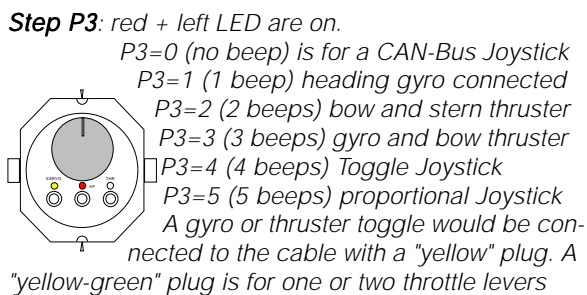 Step P3: red + left LED are on.
P3=0 (no beep) is for a CAN-Bus Joystick
P3=1 (1 beep) heading gyro connected
P3=2 (2 beeps) bow and stern thruster
P3=3 (3 beeps) gyro and bow thruster
P3=4 (4 beeps) Toggle Joystick
P3=5 (5 beeps) proportional Joystick
A gyro or thruster toggle would be con-
nected to the cable with a "yellow" plug. A
"yellow-green" plug is for one or two throttle levers
SERVO A/P THR